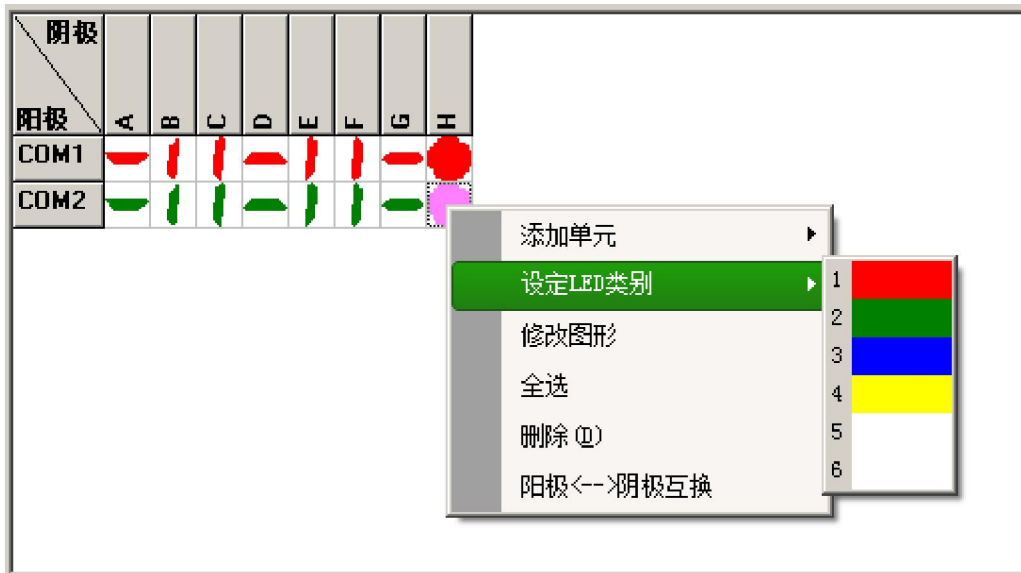 阴极
阳极 A B C D E F G H
COM1
COM2
添加单元
设定LED类别
修改图形
全选
删除(D)
阳极<-->阴极互换
1
2
3
4
5
6